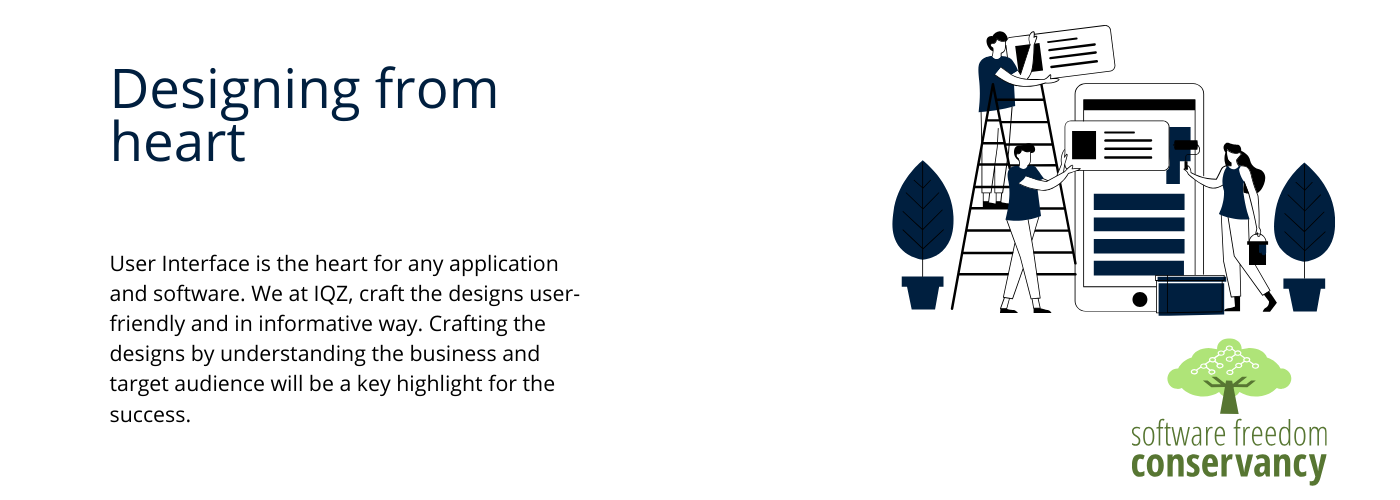 Designing from
heart
User Interface is the heart for any application
and software. We at IQZ, craft the designs user-
friendly and in informative way. Crafting the
designs by understanding the business and
target audience will be a key highlight for the
success.
software freedom
conservancy